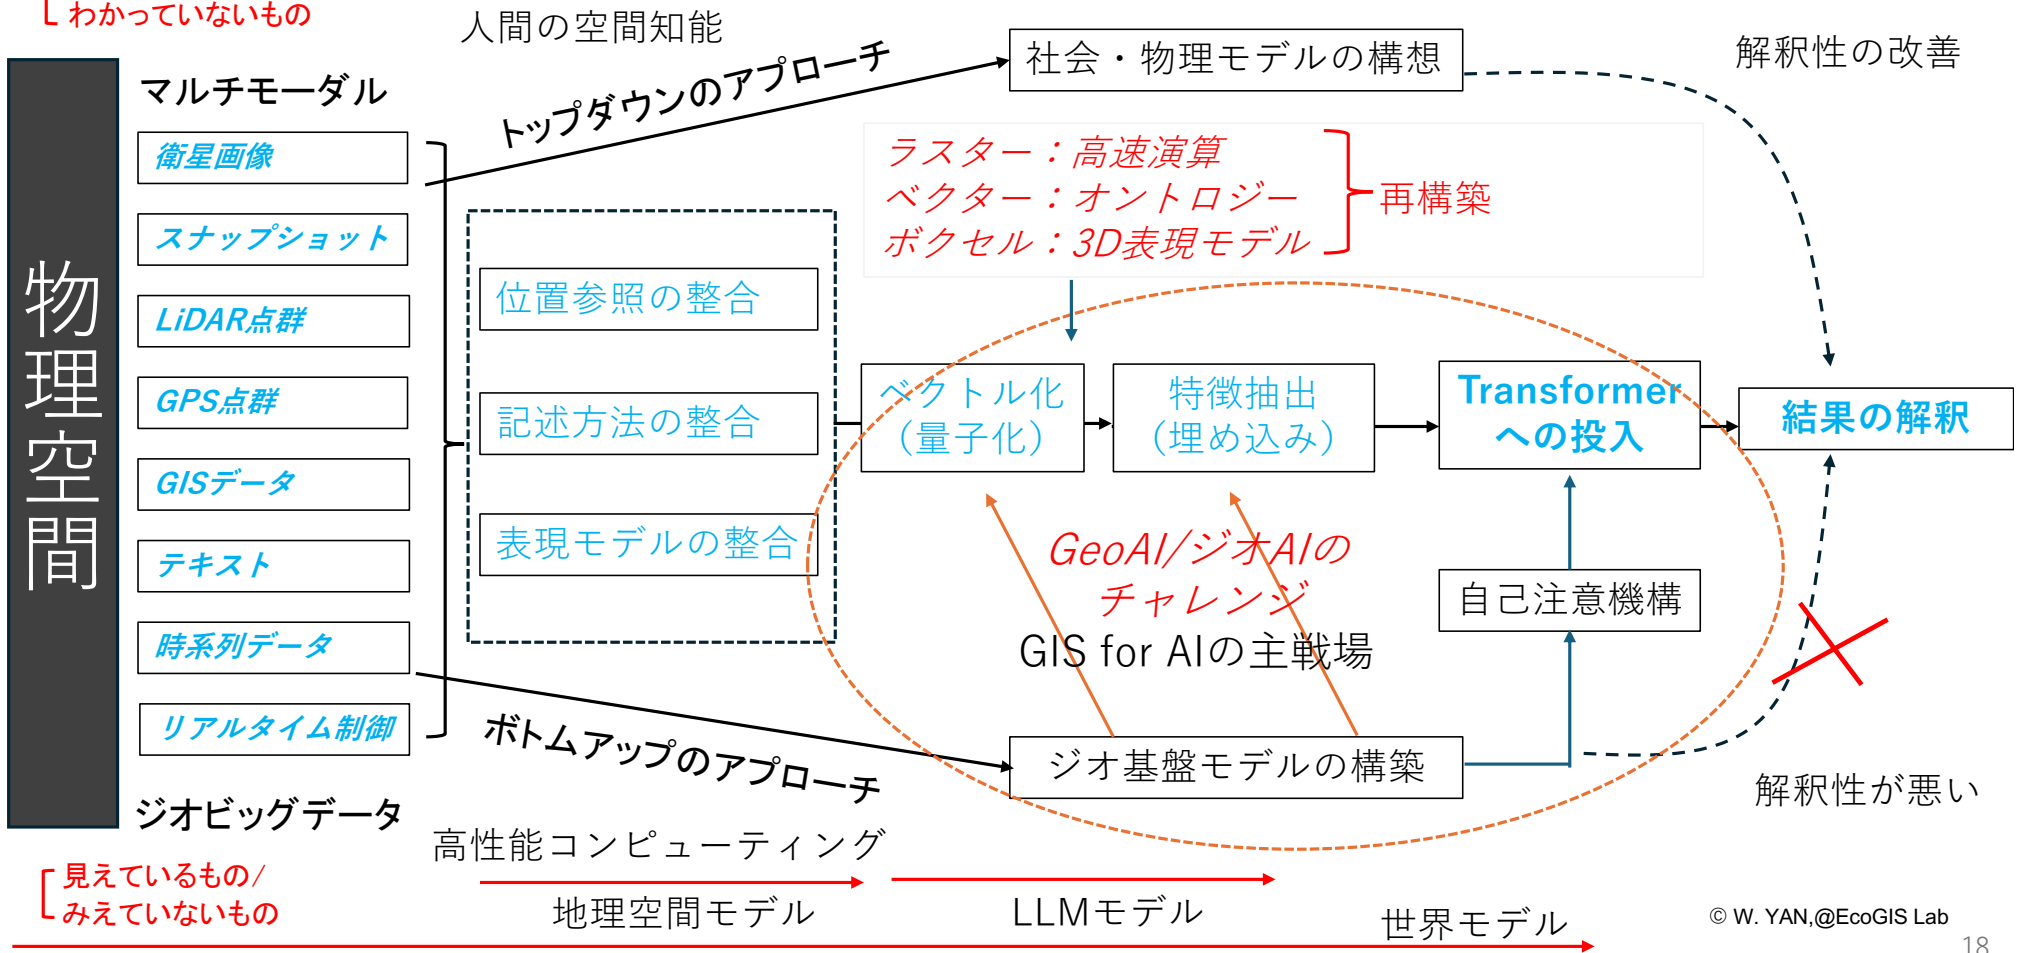 わかっていないもの
人間の空間知能
社会・物理モデルの構想
解釈性の改善
マルチモーダル
トップダウンのアプローチ
物理空間
衛星画像
スナップショット
LiDAR点群
GPS点群
GISデータ
テキスト
時系列データ
リアルタイム制御
ジオビッグデータ
位置参照の整合
記述方法の整合
表現モデルの整合
ラスター：高速演算
ベクター：オントロジー
ボクセル：3D表現モデル
再構築
ベクトル化
（量子化）
特徴抽出
（埋め込み）
Transformer
への投入
結果の解釈
GeoAI/ジオAIの
チャレンジ
GIS for AIの主戦場
自己注意機構
ボトムアップのアプローチ
ジオ基盤モデルの構築
解釈性が悪い
高性能コンピューティング
見えているもの/
みえていないもの
地理空間モデル
LLMモデル
世界モデル
© W. YAN,@EcoGIS Lab
18